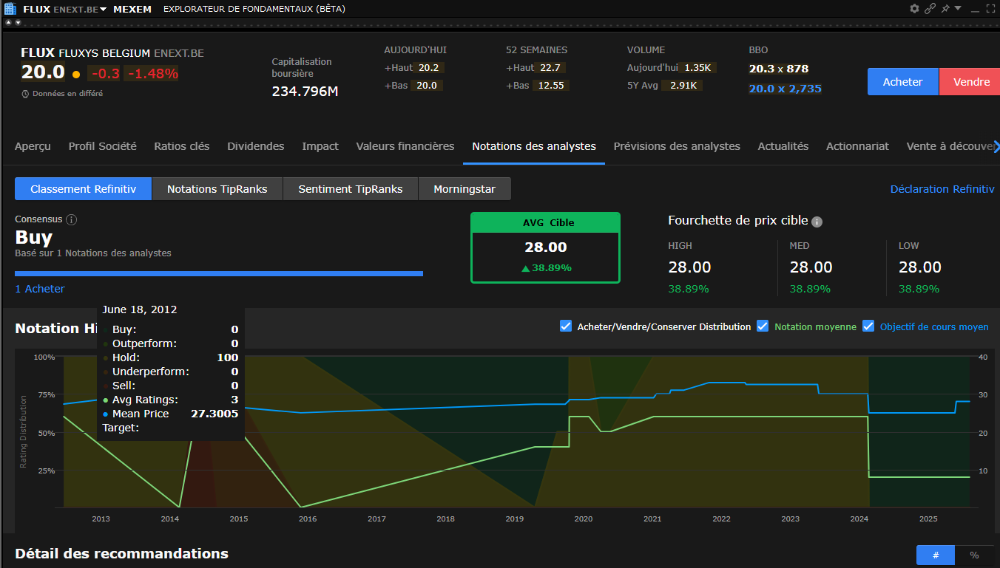 FLUX ENEXT.BE MEXEM EXPLORATEUR DE FONDAMENTAUX (BÊTA)
FLUX FLUXYS BELGIUM ENEXT.BE
20.0 -0.3 -1.48%
Données en différé
Capitalisation
boursière
234.796M
AUJOURD'HUI
+Haut 20.2
+Bas 20.0
52 SEMAINES
+Haut 22.7
+Bas 12.55
VOLUME
Aujourd'hui 1.35K
5Y Avg 2.91K
BBO
20.3 x 878
20.0 x 2,735
Acheter Vendre
Aperçu Profil Société Ratios clés Dividendes Impact Valeurs financières Notations des analystes Prévisions des analystes Actualités Actionnariat Vente à découver
Classement Refinitiv Notations TipRanks Sentiment TipRanks Morningstar Déclaration Refinitiv
Consensus
Buy
Basé sur 1 Notations des analystes
1 Acheter
AVG Cible
28.00
38.89%
Fourchette de prix cible
HIGH MED LOW
28.00 28.00 28.00
38.89% 38.89% 38.89%
Notation Hi
Acheter/Vendre/Conserver Distribution Notation moyenne Objectif de cours moyen
June 18, 2012
Buy: 0
Outperform: 0
Hold: 100
Underperform: 0
Sell: 0
Avg Ratings: 3
Mean Price 27.3005
Target:
Rating Distribution
100% 40
75% 30
50% 20
25% 10
2013 2014 2015 2016 2017 2018 2019 2020 2021 2022 2023 2024 2025
Détail des recommandations
# %